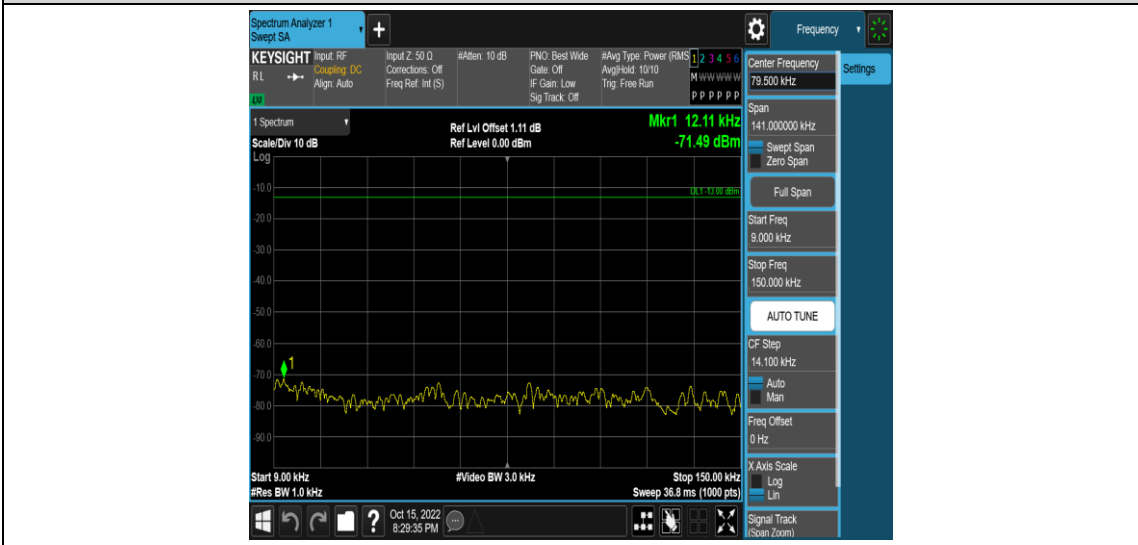 Spectrum Analyzer 1
Swept SA
Frequency
KEYSIGHT
RL
LXI
Input: RF
Coupling: DC
Align: Auto
Input Z: 50 Ω
Corrections: Off
Freq Ref: Int (S)
#Atten: 10 dB
PNO: Best Wide
Gate: Off
IF Gain: Low
Sig Track: Off
#Avg Type: Power (RMS
Avg|Hold: 10/10
Trig: Free Run
1 2 3 4 5 6
M W W W W W
P P P P P P
1 Spectrum
Scale/Div 10 dB
Log
Ref Lvl Offset 1.11 dB
Ref Level 0.00 dBm
Mkr1 12.11 kHz
-71.49 dBm
DL1 -13.00 dBm
-10.0
-20.0
-30.0
-40.0
-50.0
-60.0
-70.0
-80.0
-90.0
1
Start 9.00 kHz
#Res BW 1.0 kHz
#Video BW 3.0 kHz
Stop 150.00 kHz
Sweep 36.8 ms (1000 pts)
Oct 15, 2022
8:29:35 PM
Center Frequency
79.500 kHz
Settings
Span
141.000000 kHz
Swept Span
Zero Span
Full Span
Start Freq
9.000 kHz
Stop Freq
150.000 kHz
AUTO TUNE
CF Step
14.100 kHz
Auto
Man
Freq Offset
0 Hz
X Axis Scale
Log
Lin
Signal Track
(Span Zoom)